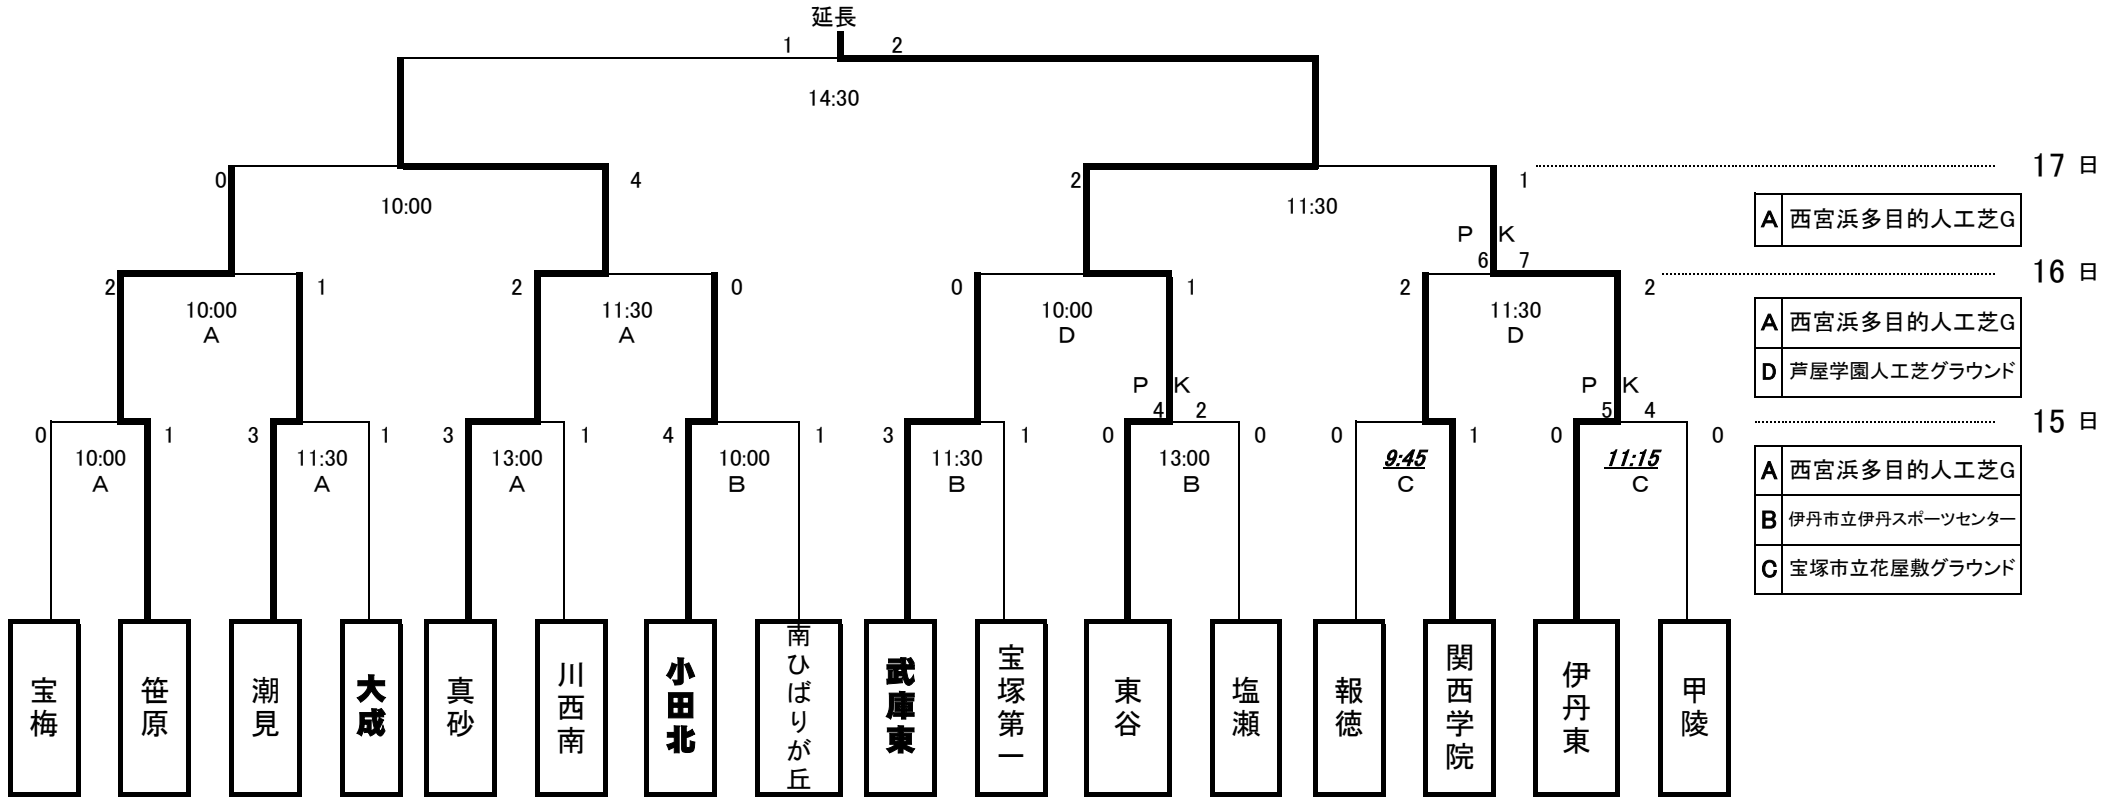 延長
1 2
14:30
0 4 2 1 17 日
10:00 11:30
A 西宮浜多目的人工芝G
P K
6 7
16 日
2 1 2 0 0 1 2 2
10:00 11:30 10:00 11:30
A A D D
A 西宮浜多目的人工芝G
D 芦屋学園人工芝グラウンド
P K P K
4 2 5 4
15 日
0 1 3 1 3 1 4 1 3 1 0 0 0 1 0 0
10:00 11:30 13:00 10:00 11:30 13:00 9:45 11:15
A A A B B B C C
A 西宮浜多目的人工芝G
B 伊丹市立伊丹スポーツセンター
C 宝塚市立花屋敷グラウンド
宝梅
笹原
潮見
大成
真砂
川西南
小田北
南ひばりが丘
武庫東
宝塚第一
東谷
塩瀬
報徳
関西学院
伊丹東
甲陵